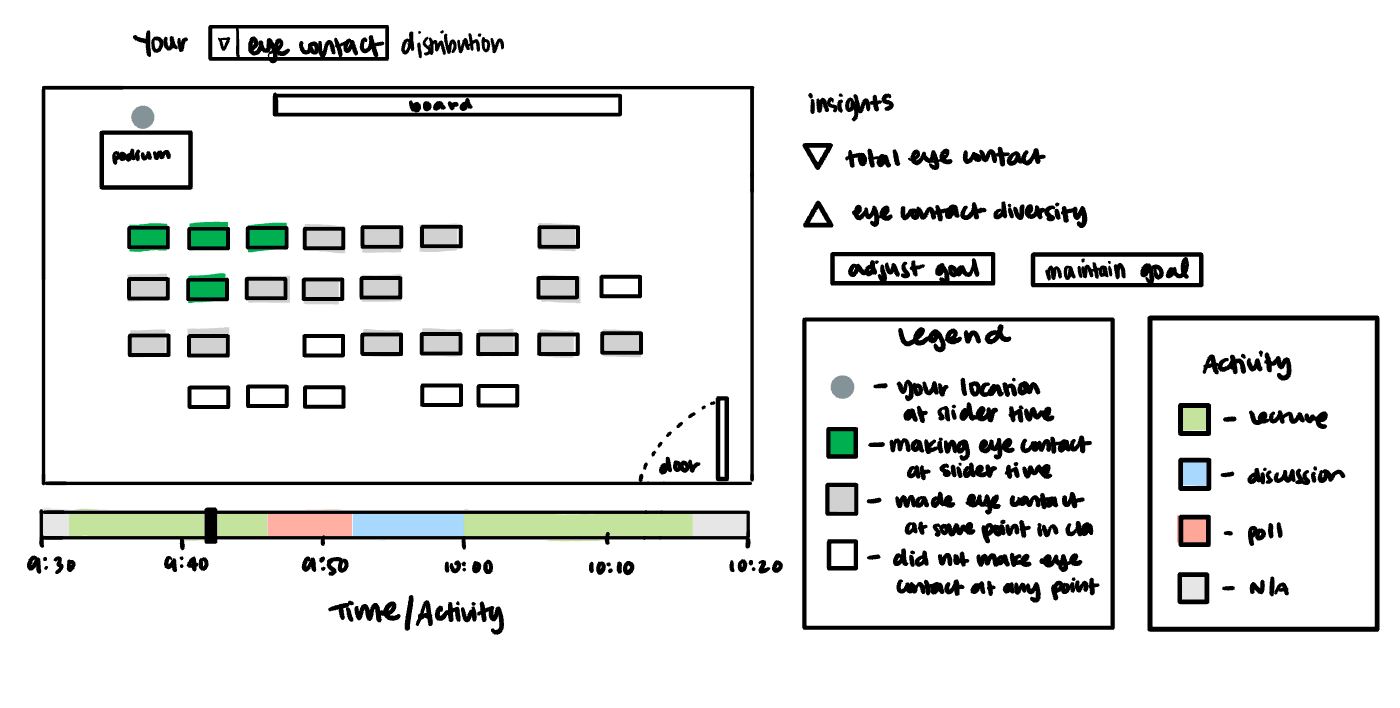 Your ▽ eye contact distribution
board
podium
door
9:30 9:40 9:50 10:00 10:10 10:20
Time/Activity
insights
▽ total eye contact
△ eye contact diversity
adjust goal
maintain goal
Legend
- your location
at slider time
- making eye contact
at slider time
- made eye contact
at some point in cla
- did not make eye
contact at any point
Activity
- lecture
- discussion
- poll
- N/A